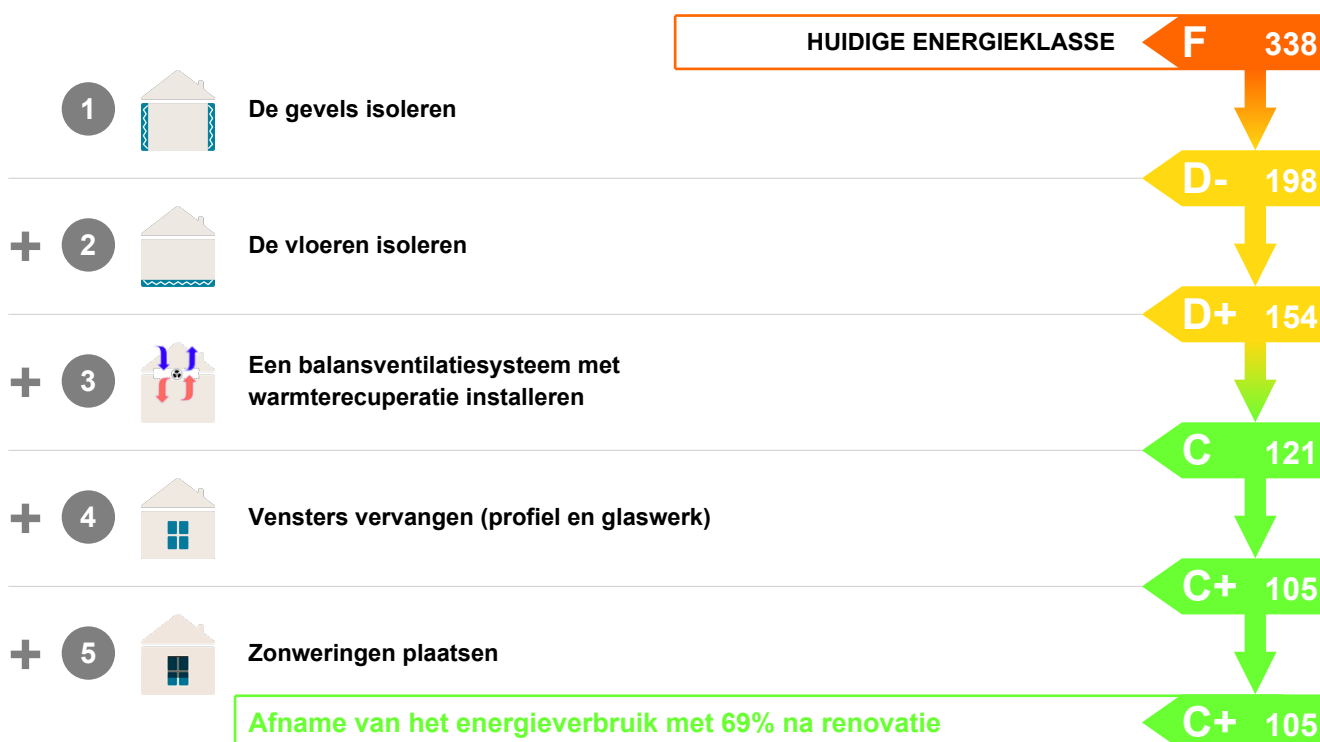 HUIDIGE ENERGIEKLASSE F 338
1 De gevels isoleren
D- 198
+ 2 De vloeren isoleren
D+ 154
+ 3 Een balansventilatiesysteem met
warmterecuperatie installeren
C 121
+ 4 Vensters vervangen (profiel en glaswerk)
C+ 105
+ 5 Zonweringen plaatsen
Afname van het energieverbruik met 69% na renovatie C+ 105